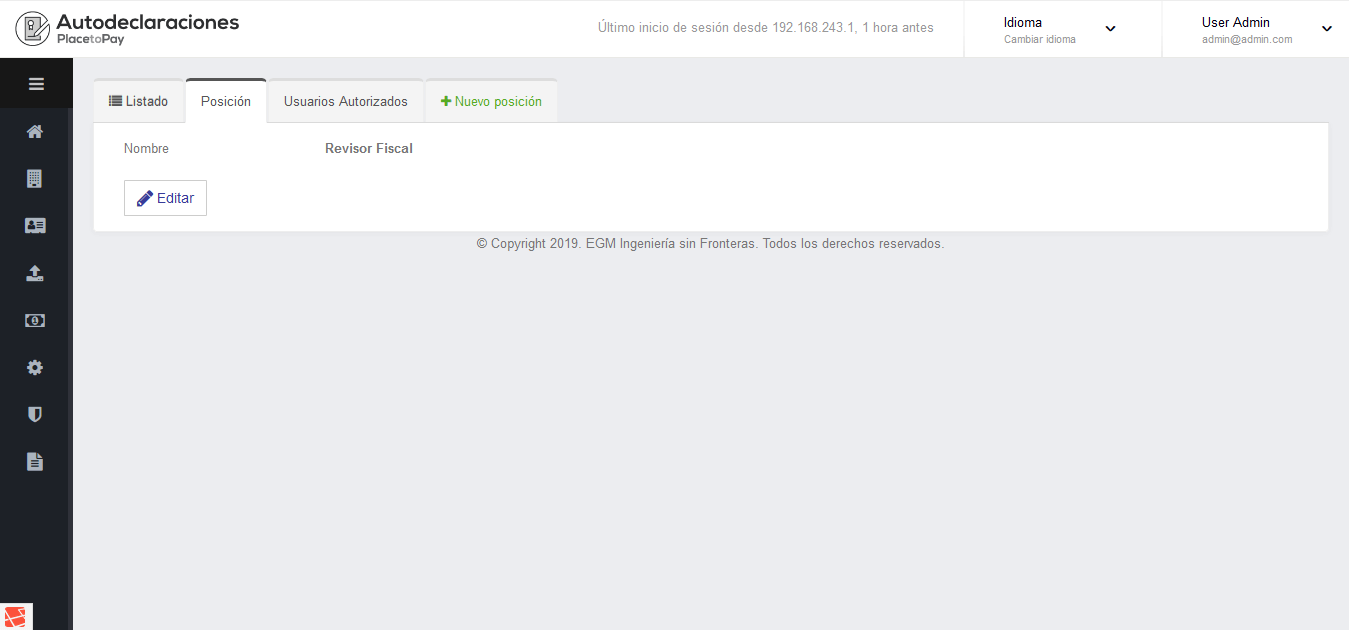 Autodeclaraciones
PlacetoPay
Último inicio de sesión desde 192.168.243.1, 1 hora antes
Idioma
Cambiar idioma
User Admin
admin@admin.com
Listado
Posición
Usuarios Autorizados
Nuevo posición
Nombre
Revisor Fiscal
Editar
© Copyright 2019. EGM Ingeniería sin Fronteras. Todos los derechos reservados.